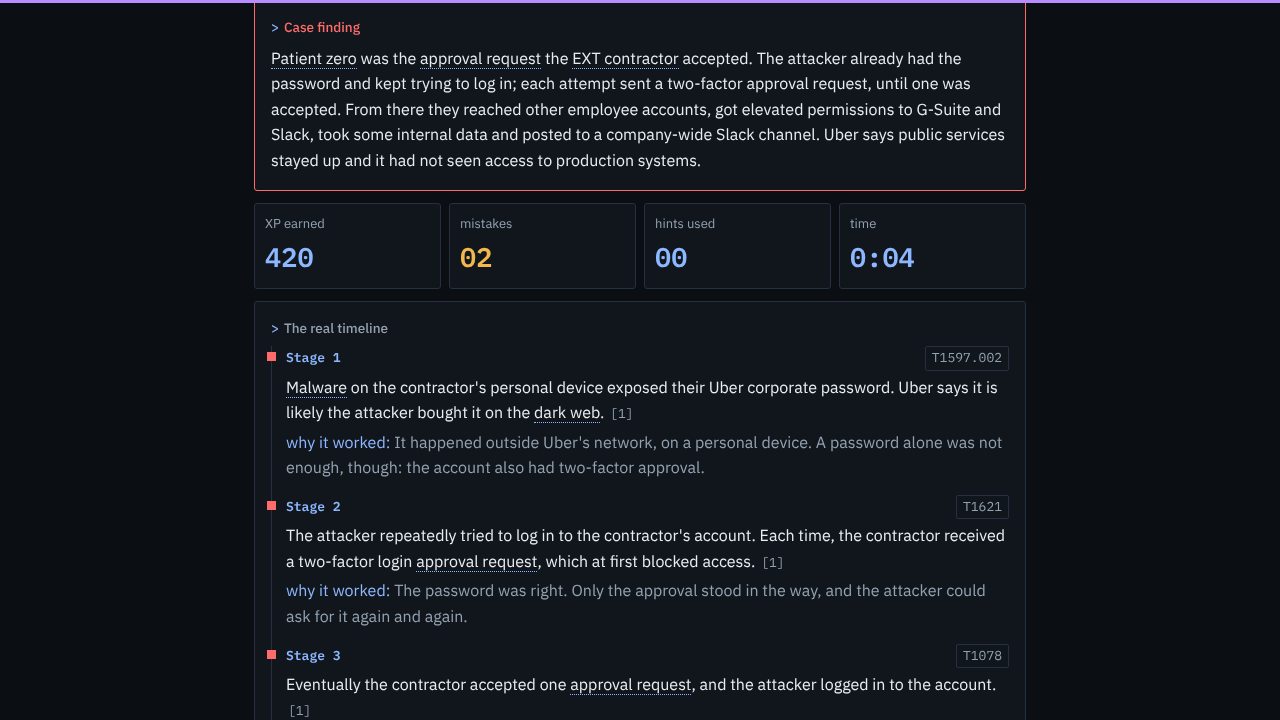 > Case finding
Patient zero was the approval request the EXT contractor accepted. The attacker already had the
password and kept trying to log in; each attempt sent a two-factor approval request, until one was
accepted. From there they reached other employee accounts, got elevated permissions to G-Suite and
Slack, took some internal data and posted to a company-wide Slack channel. Uber says public services
stayed up and it had not seen access to production systems.
XP earned
420
mistakes
02
hints used
00
time
0:04
> The real timeline
Stage 1
T1597.002
Malware on the contractor's personal device exposed their Uber corporate password. Uber says it is
likely the attacker bought it on the dark web. [1]
why it worked: It happened outside Uber's network, on a personal device. A password alone was not
enough, though: the account also had two-factor approval.
Stage 2
T1621
The attacker repeatedly tried to log in to the contractor's account. Each time, the contractor received
a two-factor login approval request, which at first blocked access. [1]
why it worked: The password was right. Only the approval stood in the way, and the attacker could
ask for it again and again.
Stage 3
T1078
Eventually the contractor accepted one approval request, and the attacker logged in to the account.
[1]